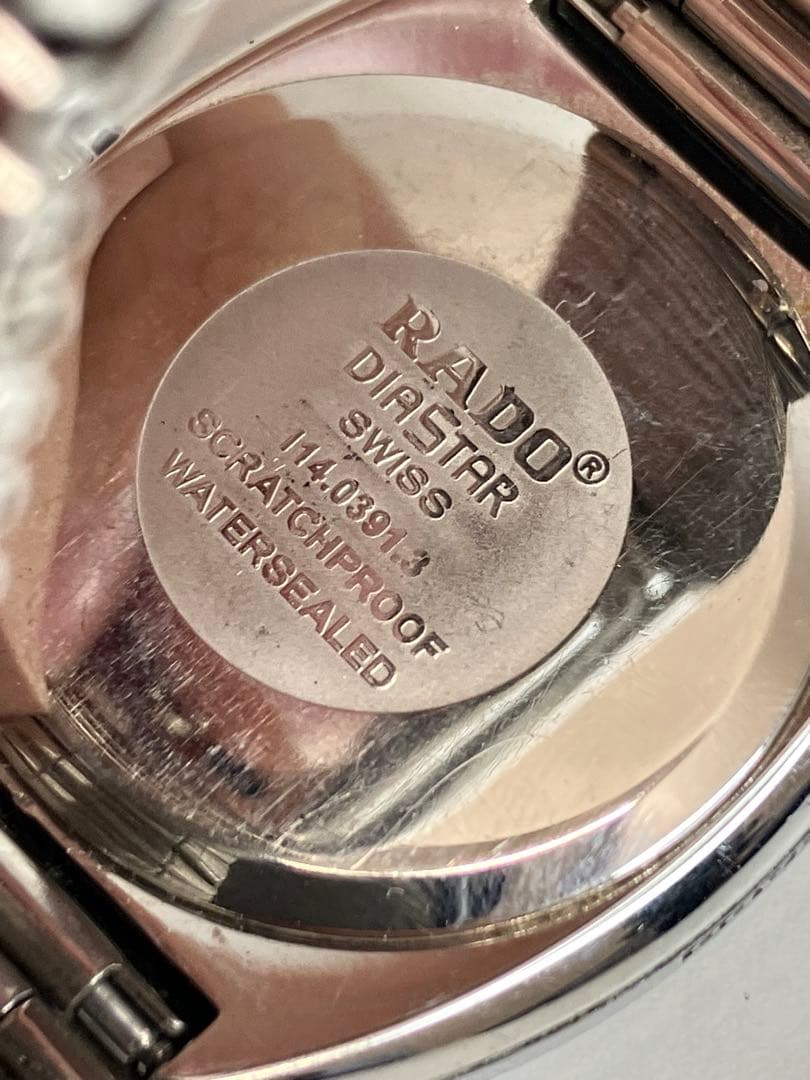 RADO®
DIASTAR
SWISS
114.0391.3
SCRATCHPROOF
WATERSEALED